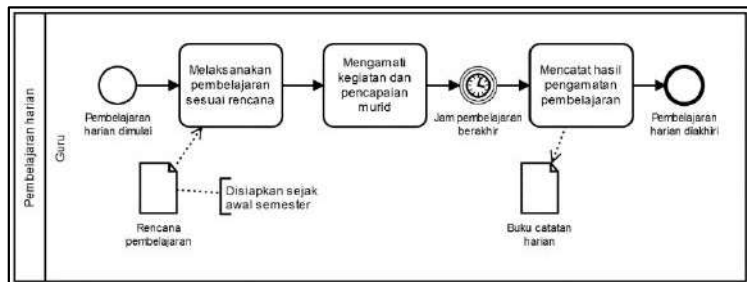 Pembelajaran harian
Guru
Pembelajaran
harian dimulai
Melaksanakan
pembelajaran
sesuai rencana
Mengamati
kegiatan dan
pencapaian
murid
Jam pembelajaran
berakhir
Mencatat hasil
pengamatan
pembelajaran
Pembelajaran
harian diakhiri
Rencana
pembelajaran
Disiapkan sejak
awal semester
Buku catatan
harian